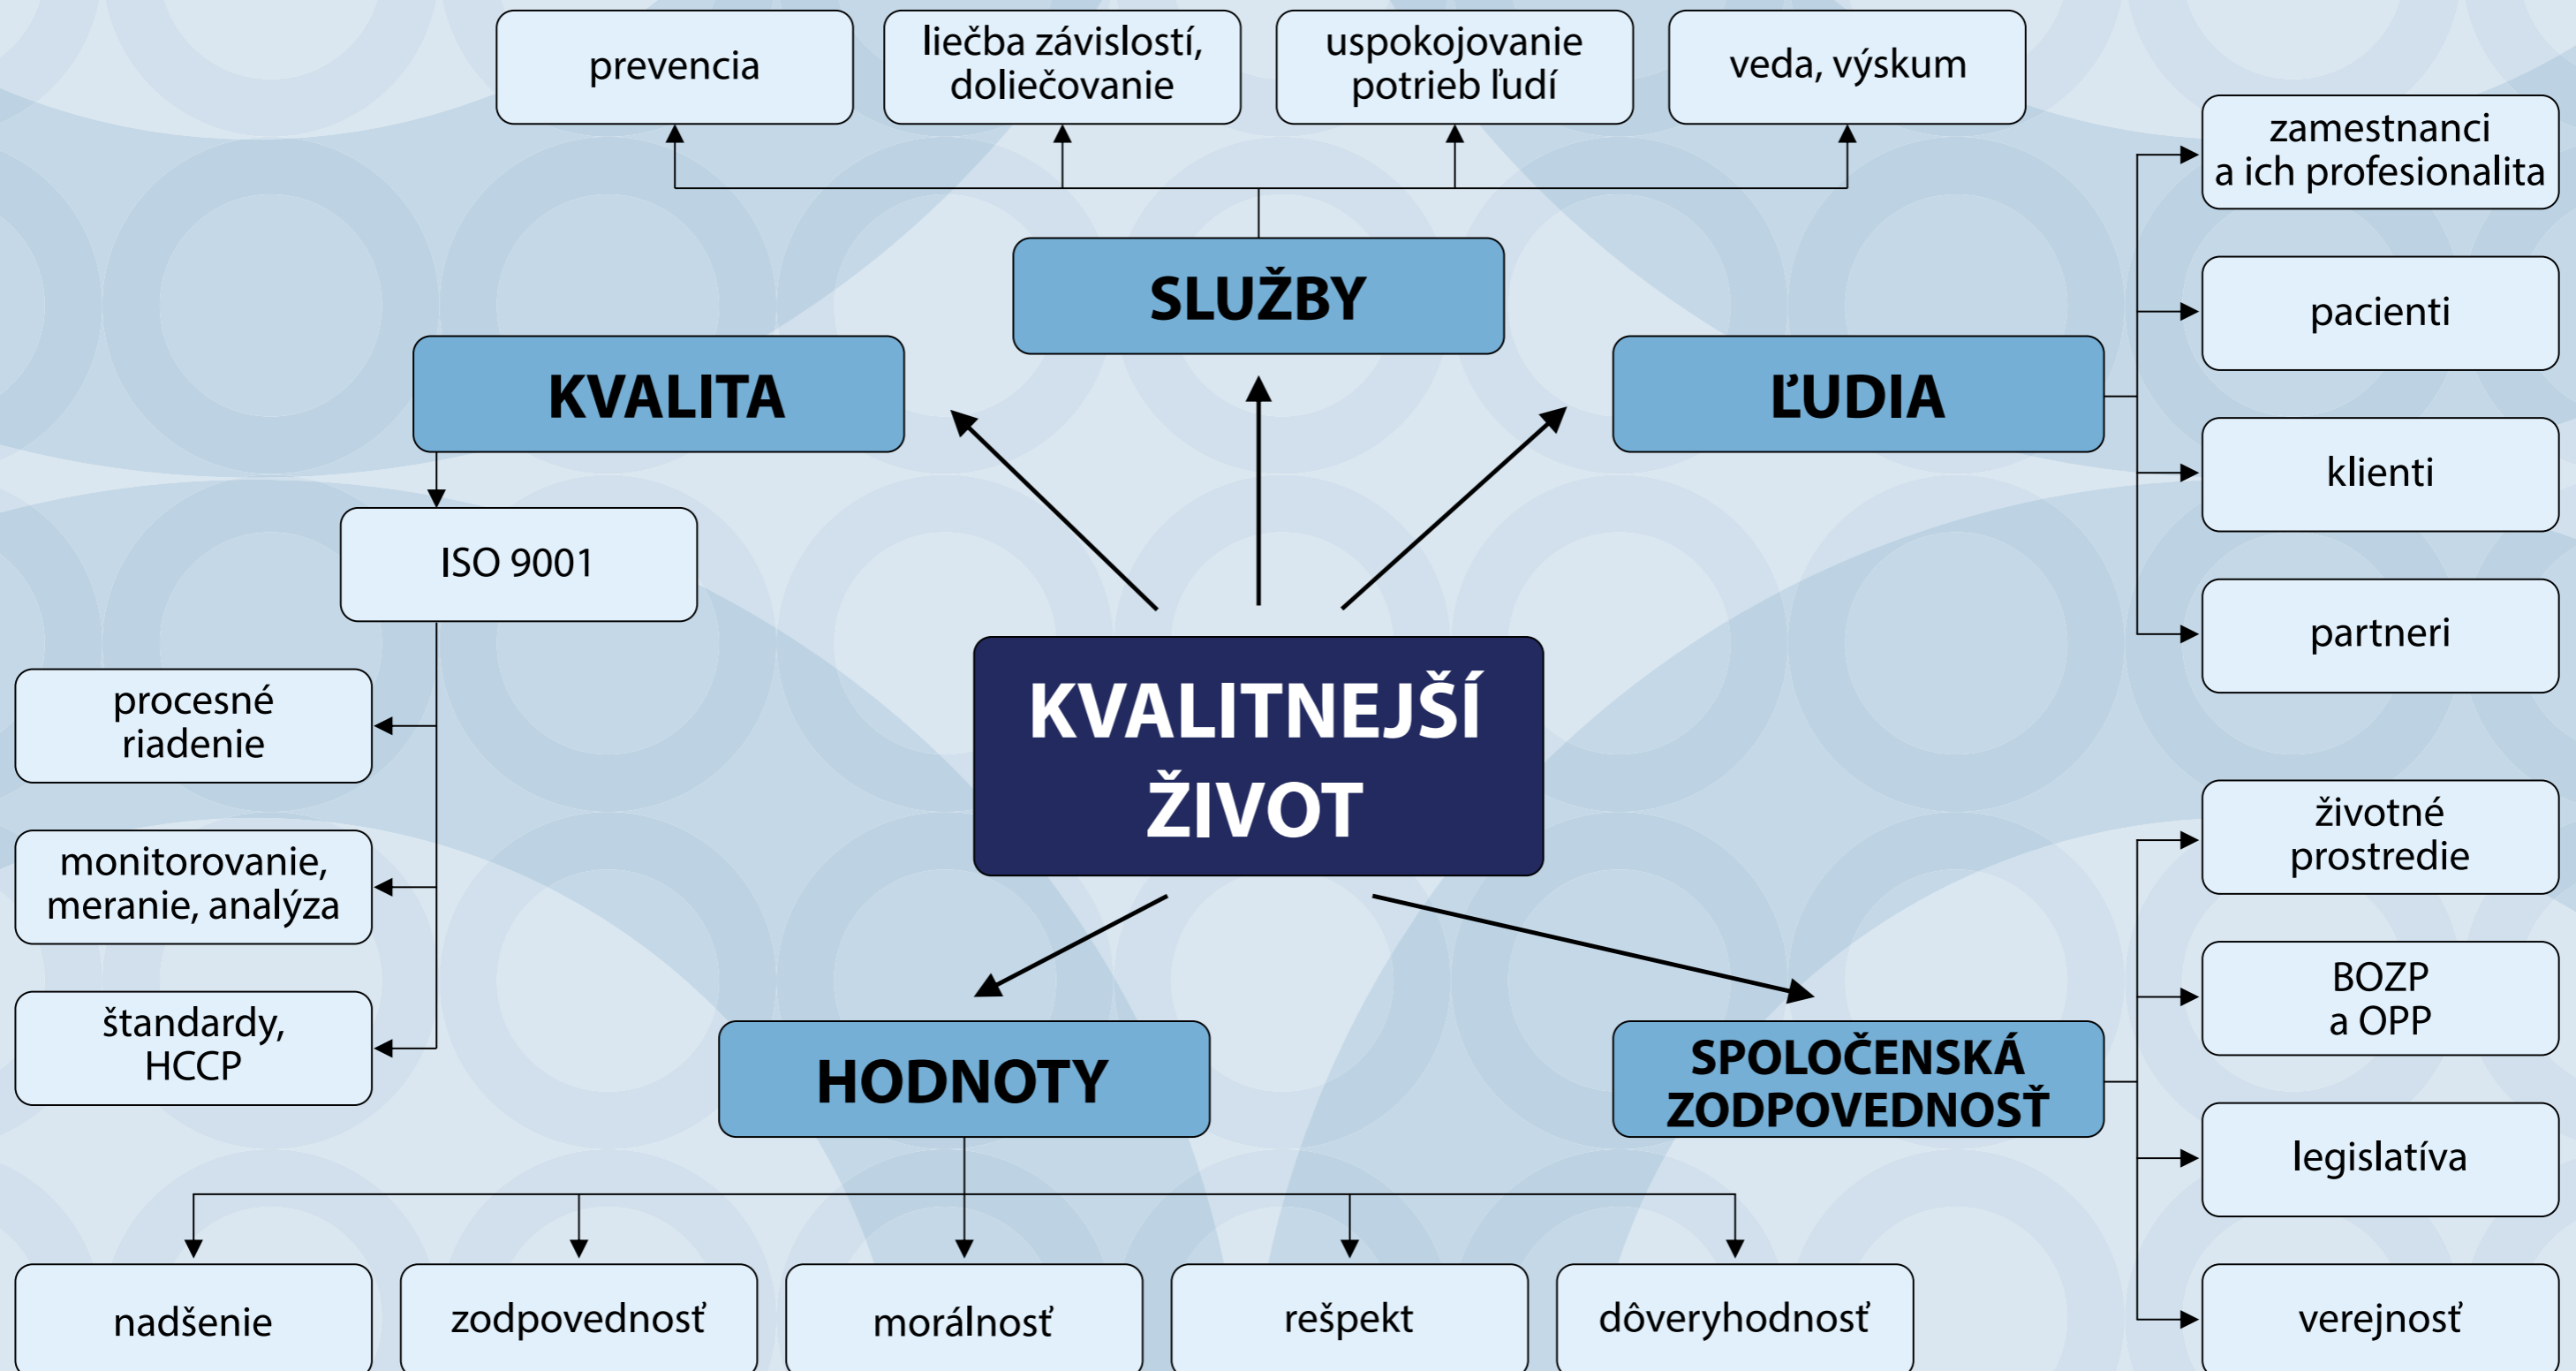 prevencia
liečba závislostí,
doliečovanie
uspokojovanie
potrieb ľudí
veda, výskum
SLUŽBY
KVALITA
ISO 9001
procesné
riadenie
monitorovanie,
meranie, analýza
štandardy,
HCCP
ĽUDIA
zamestnanci
a ich profesionalita
pacienti
klienti
partneri
KVALITNEJŠÍ
ŽIVOT
HODNOTY
nadšenie
zodpovednosť
morálnosť
rešpekt
dôveryhodnosť
SPOLOČENSKÁ
ZODPOVEDNOSŤ
životné
prostredie
BOZP
a OPP
legislatíva
verejnosť